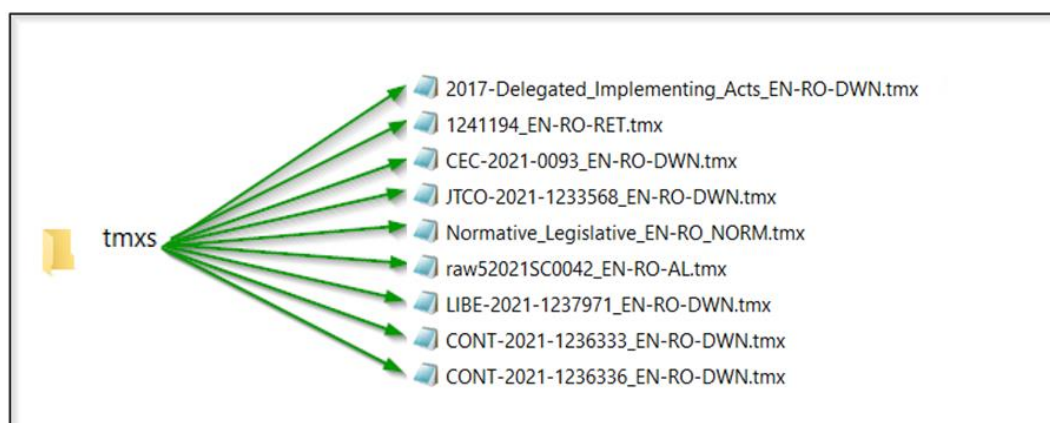 2017-Delegated_Implementing_Acts_EN-RO-DWN.tmx
1241194_EN-RO-RET.tmx
CEC-2021-0093_EN-RO-DWN.tmx
JTCO-2021-1233568_EN-RO-DWN.tmx
tmxs
Normative_Legislative_EN-RO_NORM.tmx
raw52021SC0042_EN-RO-AL.tmx
LIBE-2021-1237971_EN-RO-DWN.tmx
CONT-2021-1236333_EN-RO-DWN.tmx
CONT-2021-1236336_EN-RO-DWN.tmx